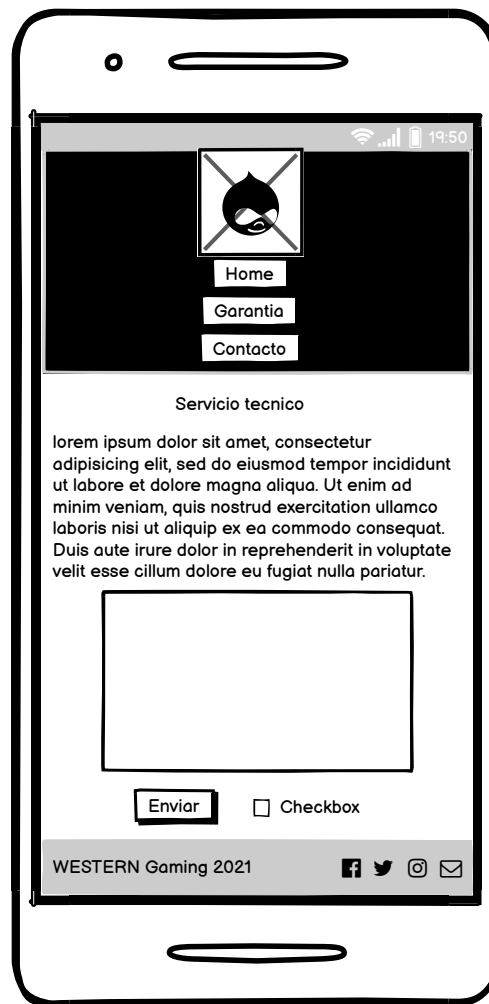 19:50
Home
Garantia
Contacto
Servicio tecnico
lorem ipsum dolor sit amet, consectetur
adipisicing elit, sed do eiusmod tempor incididunt
ut labore et dolore magna aliqua. Ut enim ad
minim veniam, quis nostrud exercitation ullamco
laboris nisi ut aliquip ex ea commodo consequat.
Duis aute irure dolor in reprehenderit in voluptate
velit esse cillum dolore eu fugiat nulla pariatur.
Enviar
Checkbox
WESTERN Gaming 2021